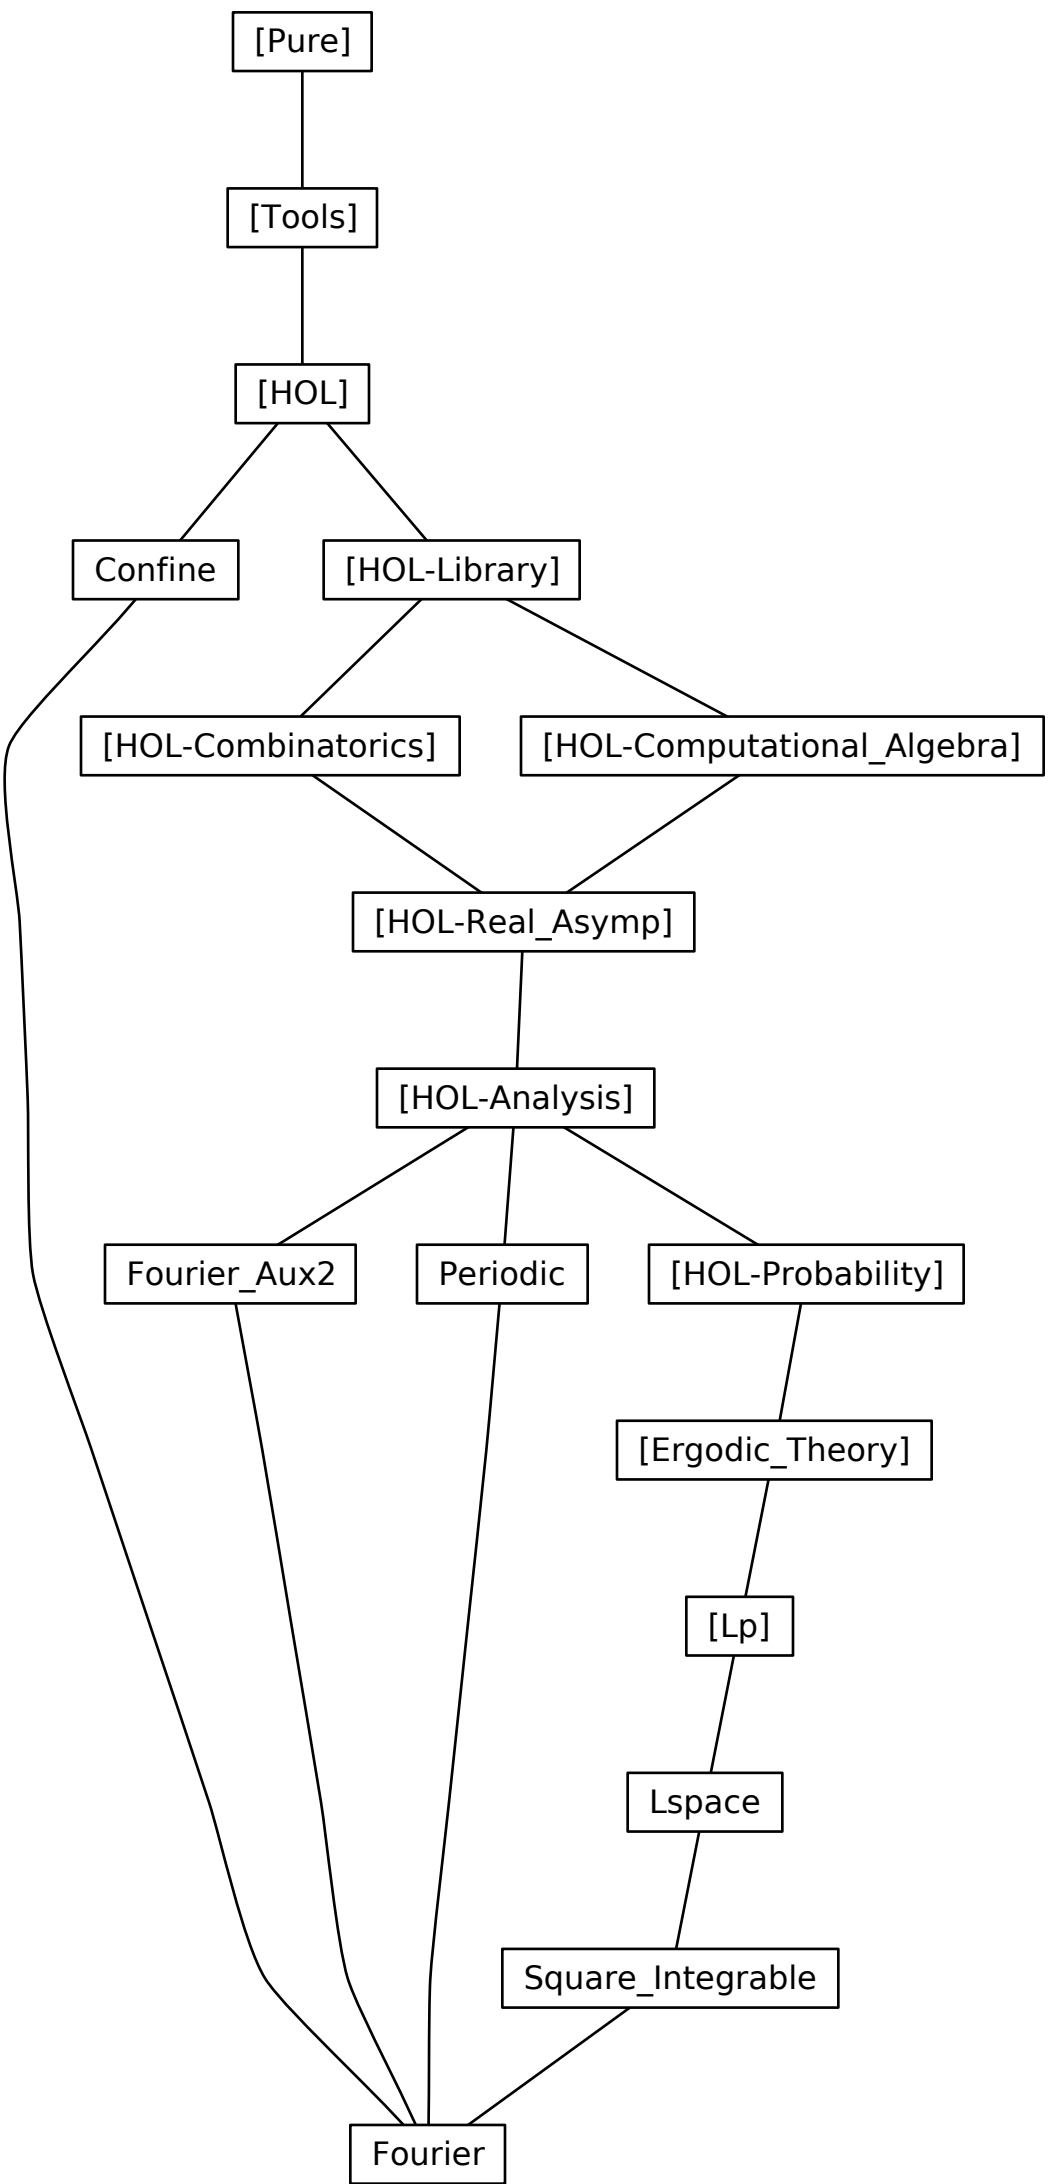 [Pure]
[Tools]
[HOL]
Confine
[HOL-Library]
[HOL-Combinatorics]
[HOL-Computational_Algebra]
[HOL-Real_Asymp]
[HOL-Analysis]
Fourier_Aux2
Periodic
[HOL-Probability]
[Ergodic_Theory]
[Lp]
Lspace
Square_Integrable
Fourier